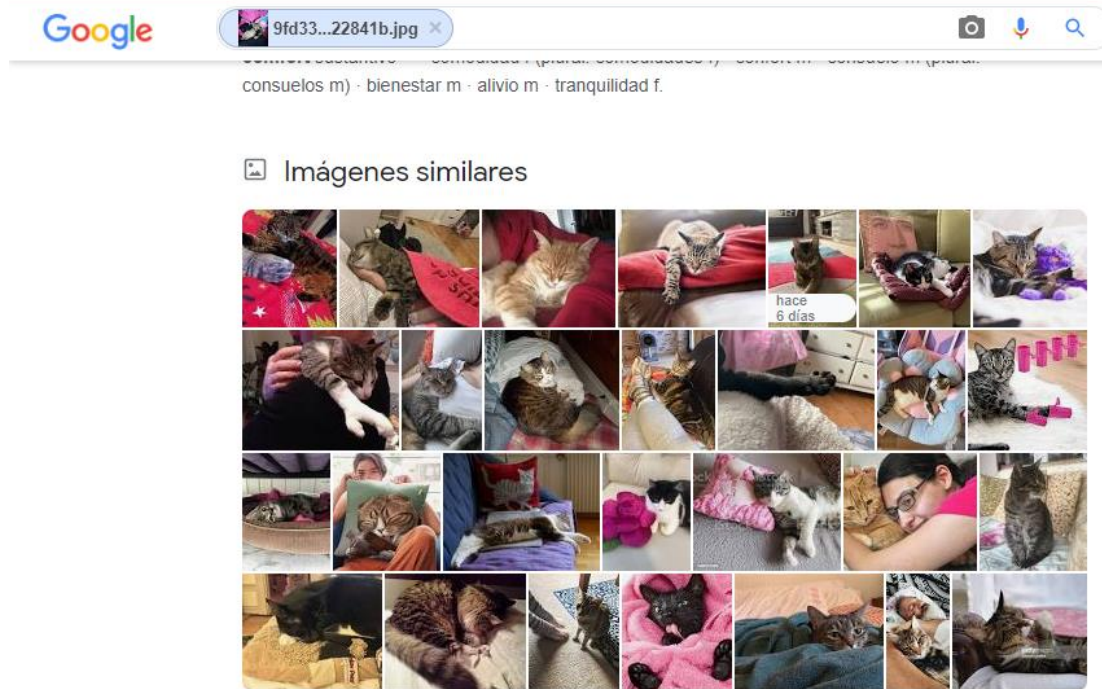 Google
9fd33...22841b.jpg
consuelos m) · bienestar m · alivio m · tranquilidad f.
Imágenes similares
hace
6 días